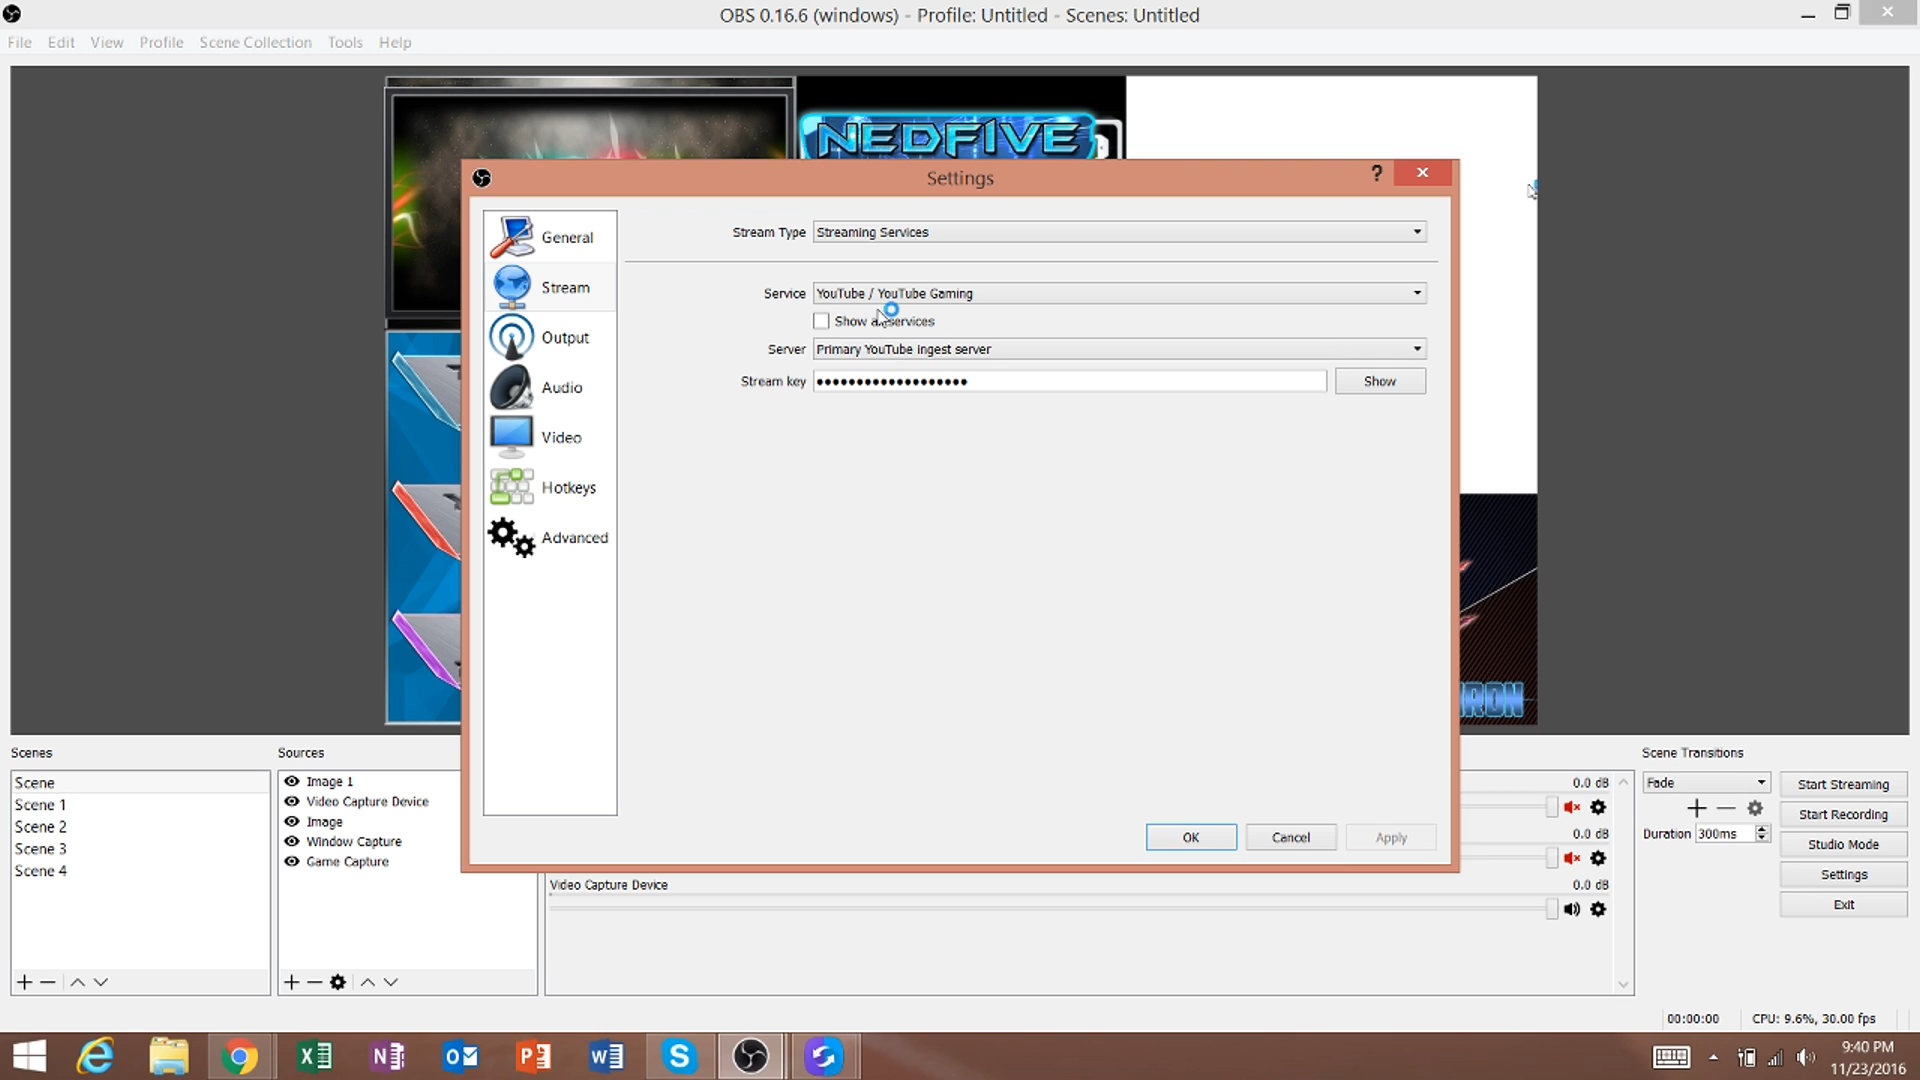 OBS 0.16.6 (windows) - Profile: Untitled - Scenes: Untitled
File Edit View Profile Scene Collection Tools Help
NEDFIVE
Settings
?
General
Stream
Output
Audio
Video
Hotkeys
Advanced
Stream Type Streaming Services
Service YouTube / YouTube Gaming
Show services
Server Primary YouTube ingest server
Stream key ●●●●●●●●●●●●●●●●●●● Show
OK Cancel Apply
Scenes
Scene
Scene 1
Scene 2
Scene 3
Scene 4
Sources
Image 1
Video Capture Device
Image
Window Capture
Game Capture
0.0 dB
0.0 dB
Video Capture Device 0.0 dB
Scene Transitions
Fade
Duration 300ms
Start Streaming
Start Recording
Studio Mode
Settings
Exit
00:00:00 CPU: 9.6%, 30.00 fps
9:40 PM
11/23/2016